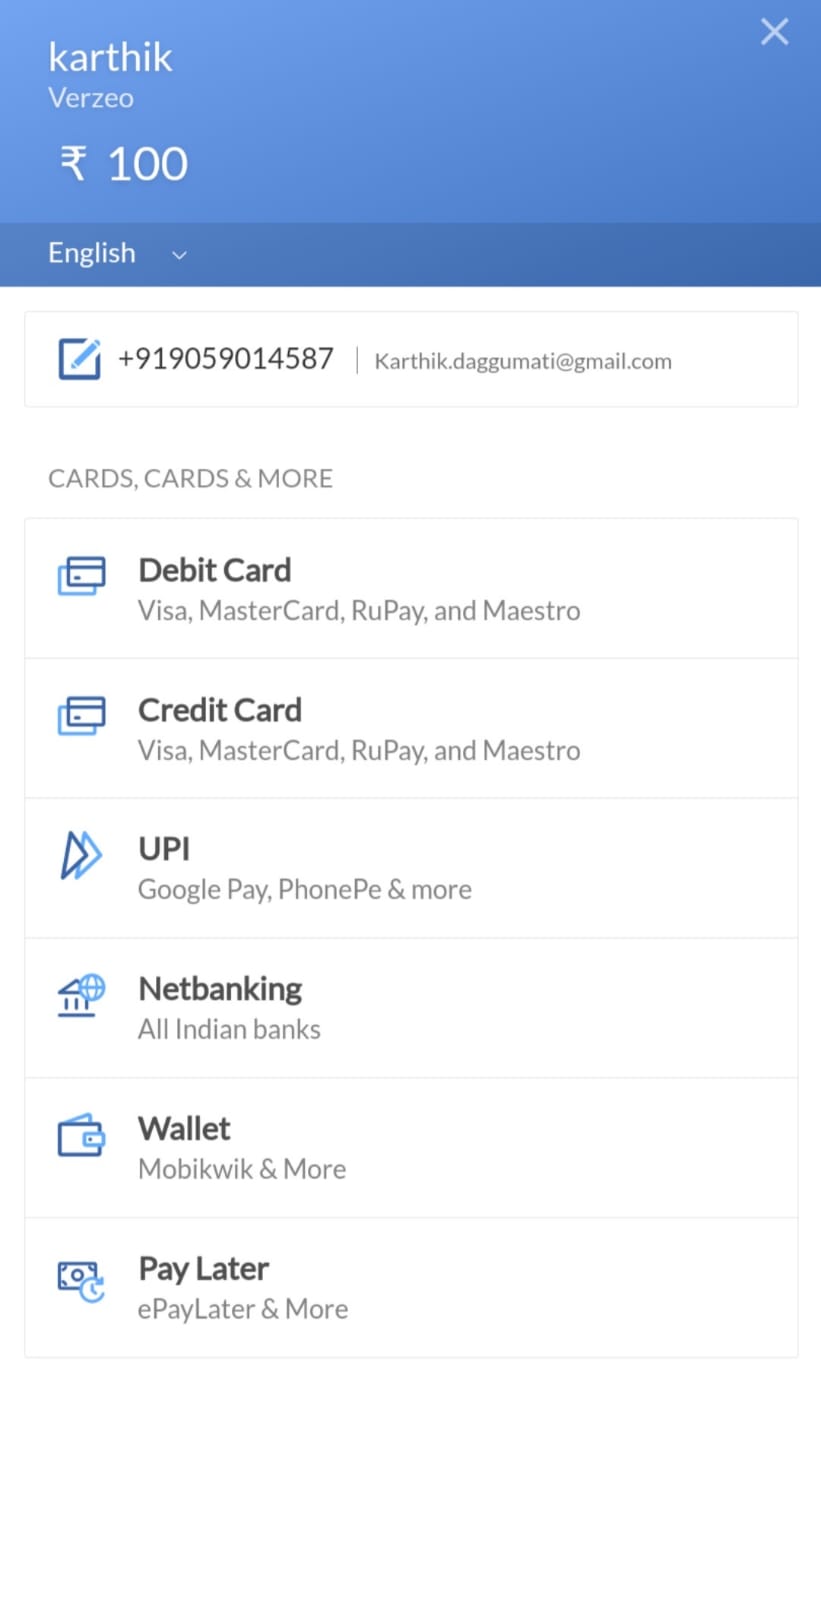 karthik
Verzeo
₹ 100
English
+919059014587 | Karthik.daggumati@gmail.com
CARDS, CARDS & MORE
Debit Card
Visa, MasterCard, RuPay, and Maestro
Credit Card
Visa, MasterCard, RuPay, and Maestro
UPI
Google Pay, PhonePe & more
Netbanking
All Indian banks
Wallet
Mobikwik & More
Pay Later
ePayLater & More